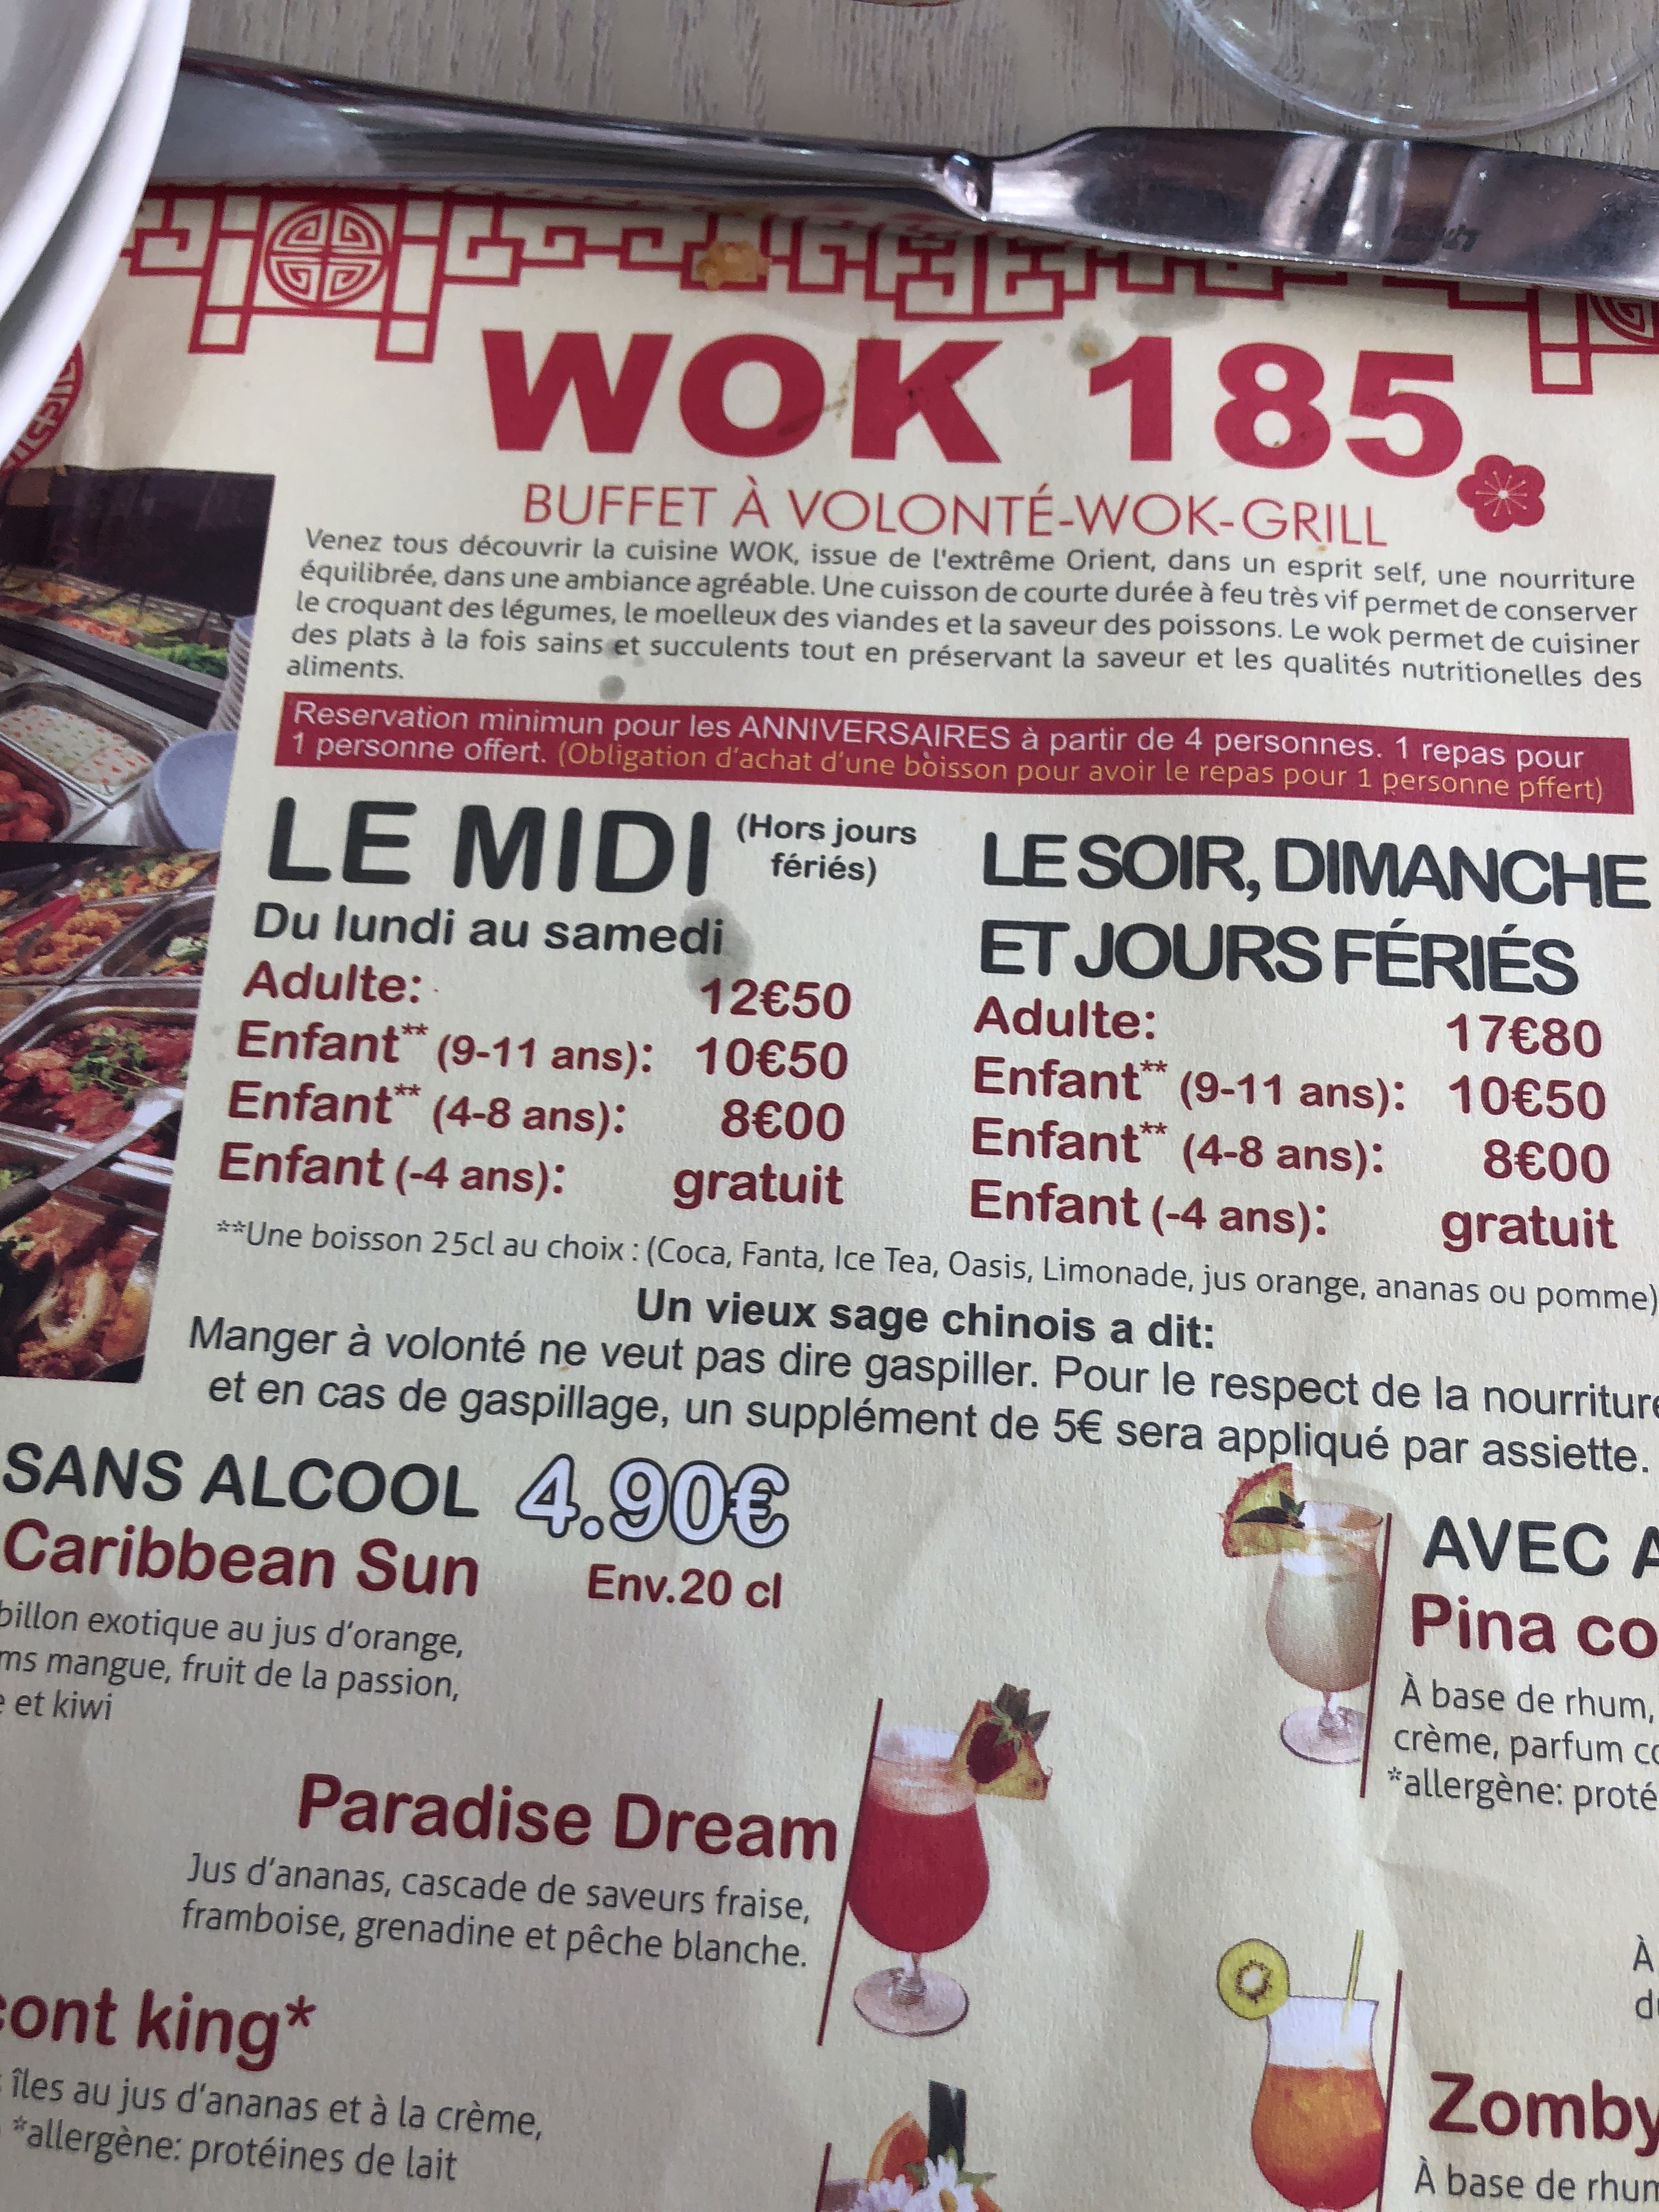 WOK 185
BUFFET À VOLONTÉ-WOK-GRILL
Venez tous découvrir la cuisine WOK, issue de l'extrême Orient, dans un esprit self, une nourriture
équilibrée, dans une ambiance agréable. Une cuisson de courte durée à feu très vif permet de conserver
le croquant des légumes, le moelleux des viandes et la saveur des poissons. Le wok permet de cuisiner
des plats à la fois sains et succulents tout en préservant la saveur et les qualités nutritionelles des
aliments.
Reservation minimun pour les ANNIVERSAIRES à partir de 4 personnes. 1 repas pour
1 personne offert. (Obligation d'achat d'une boisson pour avoir le repas pour 1 personne pffert)
LE MIDI (Hors jours
fériés)
Du lundi au samedi
Adulte: 12€50
Enfant** (9-11 ans): 10€50
Enfant** (4-8 ans): 8€00
Enfant (-4 ans): gratuit
LE SOIR, DIMANCHE
ET JOURS FÉRIÉS
Adulte: 17€80
Enfant** (9-11 ans): 10€50
Enfant** (4-8 ans): 8€00
Enfant (-4 ans): gratuit
**Une boisson 25cl au choix : (Coca, Fanta, Ice Tea, Oasis, Limonade, jus orange, ananas ou pomme)
Un vieux sage chinois a dit:
Manger à volonté ne veut pas dire gaspiller. Pour le respect de la nourriture
et en cas de gaspillage, un supplément de 5€ sera appliqué par assiette.
SANS ALCOOL 4.90€
Caribbean Sun Env.20 cl
billon exotique au jus d'orange,
ms mangue, fruit de la passion,
et kiwi
Paradise Dream
Jus d'ananas, cascade de saveurs fraise,
framboise, grenadine et pêche blanche.
cont king*
îles au jus d'ananas et à la crème,
*allergène: protéines de lait
AVEC A
Pina co
À base de rhum,
crème, parfum co
*allergène: proté
À
du
Zomby
À base de rhum